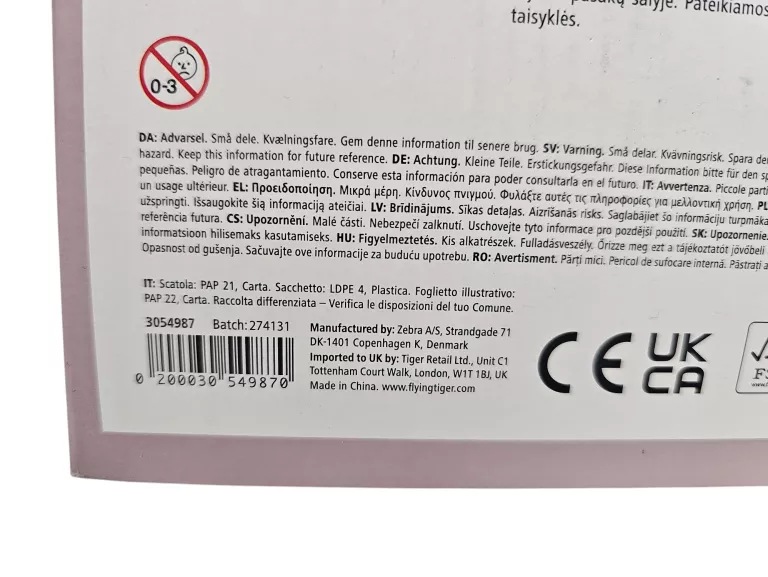 salyje. Pateikiamos
taisyklės.
0-3
DA: Advarsel. Små dele. Kvælningsfare. Gem denne information til senere brug. SV: Varning. Små delar. Kvävningsrisk. Spara
hazard. Keep this information for future reference. DE: Achtung. Kleine Teile. Erstickungsgefahr. Diese Information bitte für den
pequeñas. Peligro de atragantamiento. Conserve esta información para poder consultarla en el futuro. IT: Avvertenza. Piccole
un usage ultérieur. EL: Προειδοποίηση. Μικρά μέρη. Κίνδυνος πνιγμού. Φυλάξτε αυτές τις πληροφορίες για μελλοντική χρήση.
užspringti. Išsaugokite šią informaciją ateičiai. LV: Brīdinājums. Sīkas detaļas. Aizrīšanās risks. Saglabājiet šo informāciju
referência futura. CS: Upozornění. Malé části. Nebezpečí zalknutí. Uschovejte tyto informace pro pozdější použití. SK: Upozornenie.
informatsioon hilisemaks kasutamiseks. HU: Figyelmeztetés. Kis alkatrészek. Fulladásveszély. Őrizze meg ezt a tájékoztatót jövőbeli
Opasnost od gušenja. Sačuvajte ove informacije za buduću upotrebu. RO: Avertisment. Părți mici. Pericol de sufocare internă. Păstrați
IT: Scatola: PAP 21, Carta. Sacchetto: LDPE 4, Plastica. Foglietto illustrativo:
PAP 22, Carta. Raccolta differenziata – Verifica le disposizioni del tuo Comune.
3054987 Batch: 274131
0 200030 549870
Manufactured by: Zebra A/S, Strandgade 71
DK-1401 Copenhagen K, Denmark
Imported to UK by: Tiger Retail Ltd., Unit C1
Tottenham Court Walk, London, W1T 1BJ, UK
Made in China. www.flyingtiger.com
CE
UK
CA